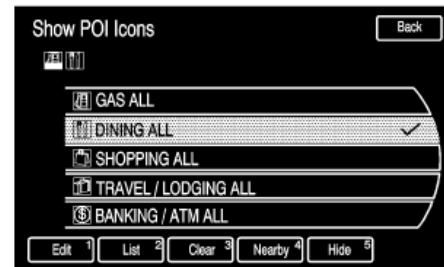 Show POI Icons Back
GAS ALL
DINING ALL
SHOPPING ALL
TRAVEL / LODGING ALL
$ BANKING / ATM ALL
Edit 1 List 2 Clear 3 Nearby 4 Hide 5